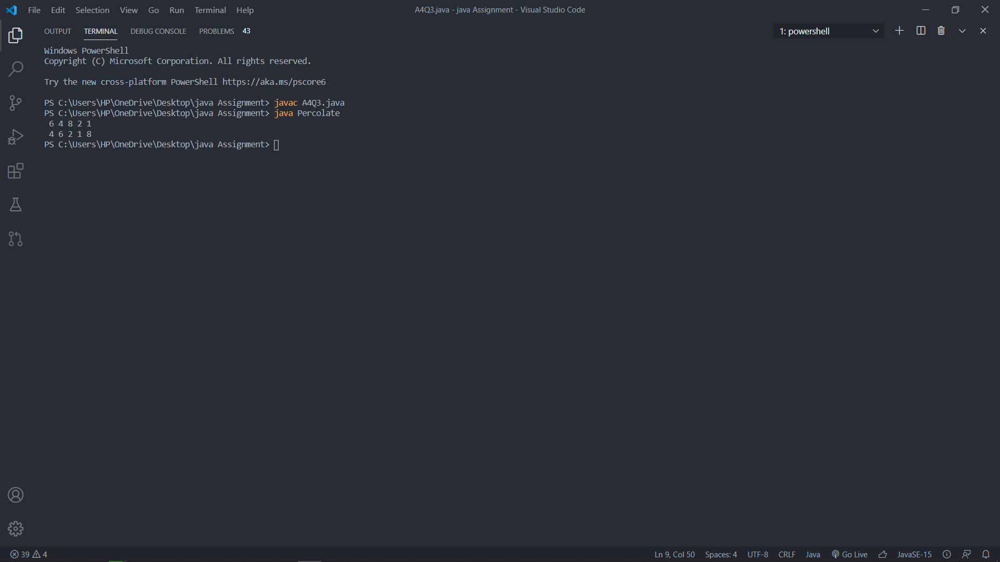 File Edit Selection View Go Run Terminal Help
A4Q3.java - java Assignment - Visual Studio Code
OUTPUT TERMINAL DEBUG CONSOLE PROBLEMS 43
1: powershell
Windows PowerShell
Copyright (C) Microsoft Corporation. All rights reserved.
Try the new cross-platform PowerShell https://aka.ms/pscore6
PS C:\Users\HP\OneDrive\Desktop\java Assignment> javac A4Q3.java
PS C:\Users\HP\OneDrive\Desktop\java Assignment> java Percolate
6 4 8 2 1
4 6 2 1 8
PS C:\Users\HP\OneDrive\Desktop\java Assignment>
39 4
Ln 9, Col 50 Spaces: 4 UTF-8 CRLF Java Go Live JavaSE-15